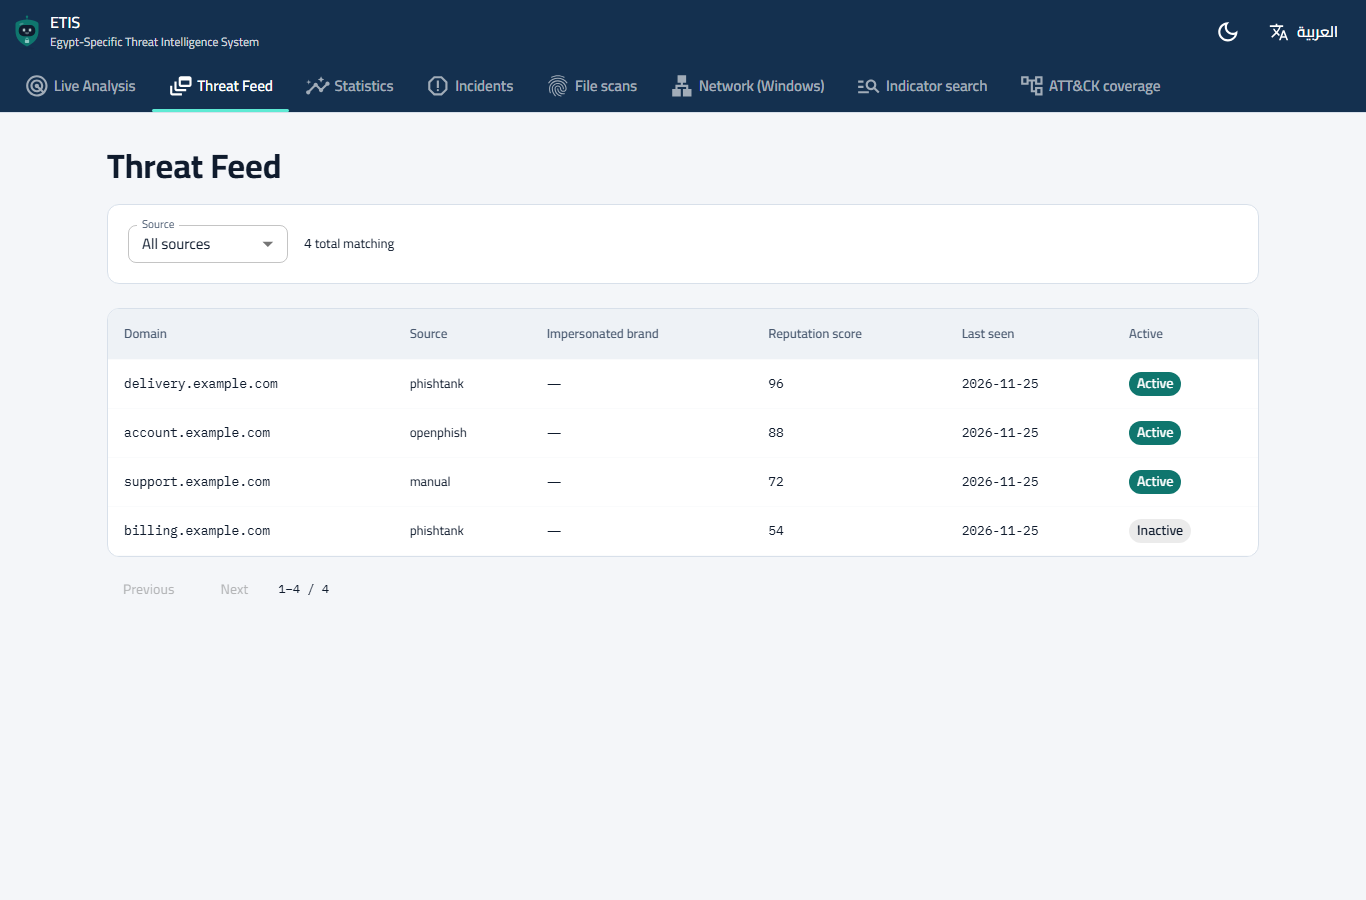 ETIS
Egypt-Specific Threat Intelligence System
العربية
Live Analysis
Threat Feed
Statistics
Incidents
File scans
Network (Windows)
Indicator search
ATT&CK coverage
Threat Feed
Source
All sources
4 total matching
Domain Source Impersonated brand Reputation score Last seen Active
delivery.example.com phishtank — 96 2026-11-25 Active
account.example.com openphish — 88 2026-11-25 Active
support.example.com manual — 72 2026-11-25 Active
billing.example.com phishtank — 54 2026-11-25 Inactive
Previous Next 1–4 / 4